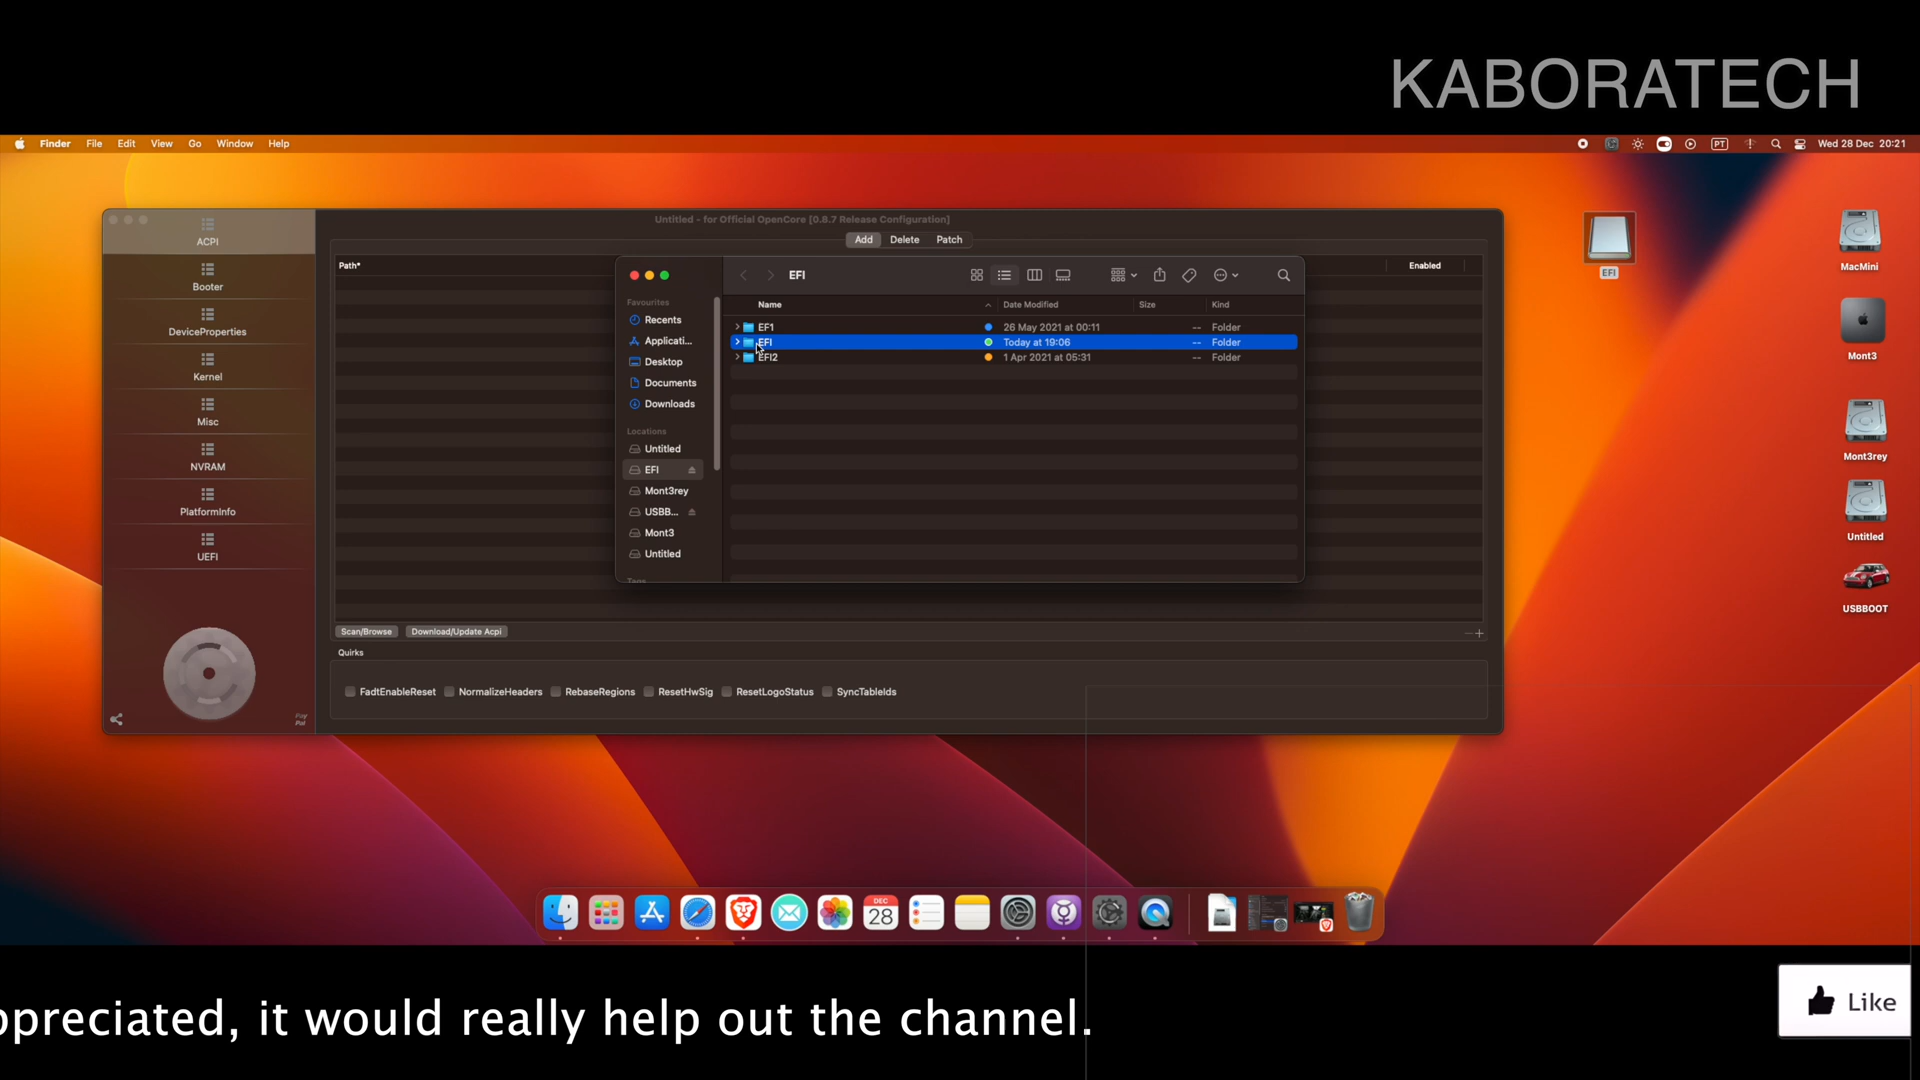 KABORATECH
Finder File Edit View Go Window Help
PT Wed 28 Dec 20:21
Untitled - for Official OpenCore [0.8.7 Release Configuration]
ACPI
Booter
DeviceProperties
Kernel
Misc
NVRAM
PlatformInfo
UEFI
Pay
Pal
Add Delete Patch
Path*
Enabled
EFI
Favourites
Recents
Applicati...
Desktop
Documents
Downloads
Locations
Untitled
EFI
Mont3rey
USBB...
Mont3
Untitled
Tags
Name Date Modified Size Kind
EF1 26 May 2021 at 00:11 -- Folder
EFI Today at 19:06 -- Folder
EFI2 1 Apr 2021 at 05:31 -- Folder
Scan/Browse Download/Update Acpi
Quirks
FadtEnableReset NormalizeHeaders RebaseRegions ResetHwSig ResetLogoStatus SyncTableIds
EFI
MacMini
Mont3
Mont3rey
Untitled
USBBOOT
DEC
28
ppreciated, it would really help out the channel.
Like